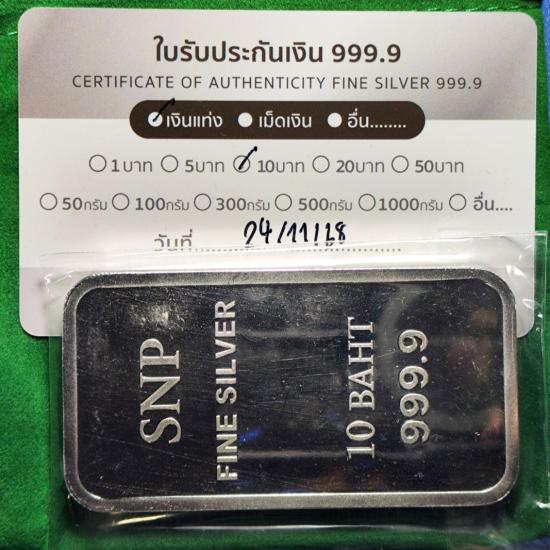 ใบรับประกันเงิน 999.9
CERTIFICATE OF AUTHENTICITY FINE SILVER 999.9
เงินแท่ง เม็ดเงิน อื่น........
1บาท 5บาท 10บาท 20บาท 50บาท
50กรัม 100กรัม 300กรัม 500กรัม 1000กรัม อื่น....
วันที่.......24/11/68..........
SNP
FINE SILVER
10 BAHT
999.9